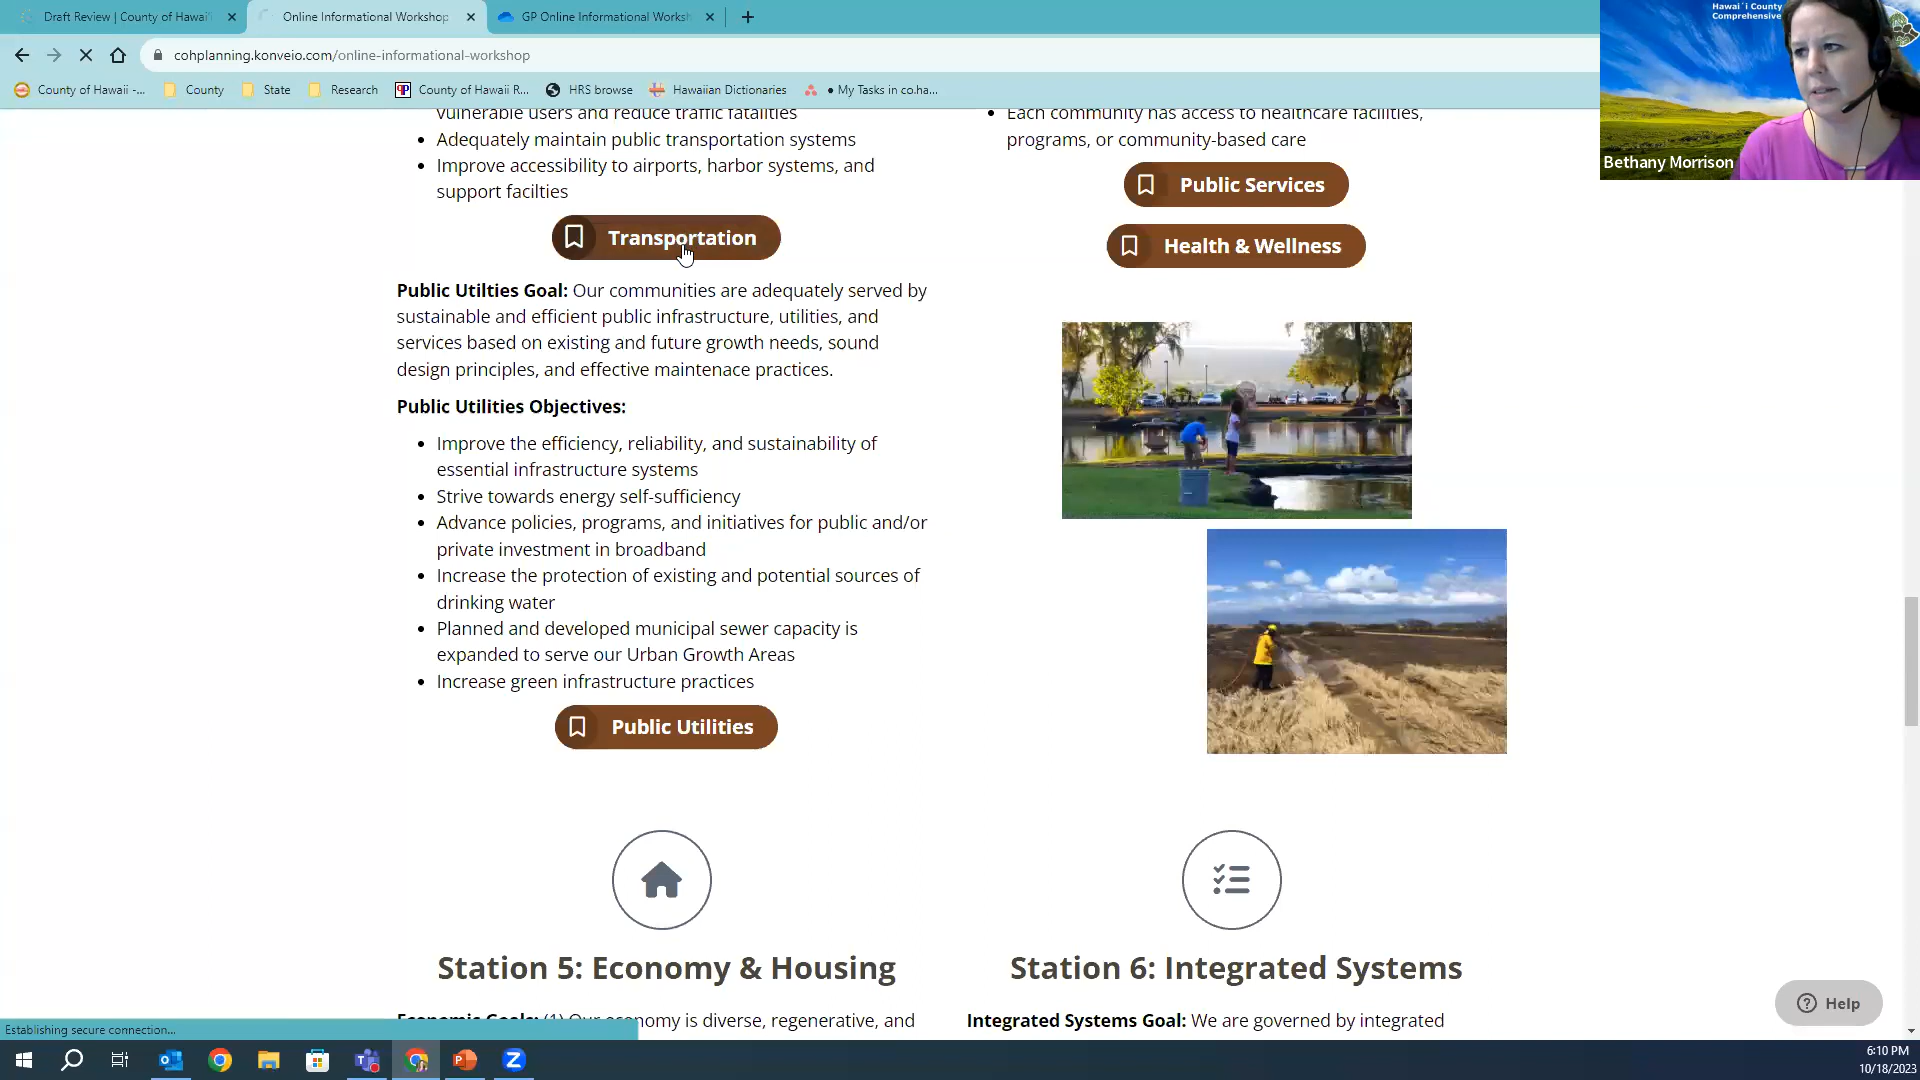 Draft Review | County of Hawai'i
Online Informational Workshop
GP Online Informational Worksh
cohplanning.konveio.com/online-informational-workshop
County of Hawaii -...
County
State
Research
County of Hawaii R...
HRS browse
Hawaiian Dictionaries
● My Tasks in co.ha...
Hawaiʻi County
Comprehensive
Bethany Morrison
vulnerable users and reduce traffic fatalities
• Adequately maintain public transportation systems
• Improve accessibility to airports, harbor systems, and
support facilties
Transportation
Public Utilties Goal: Our communities are adequately served by
sustainable and efficient public infrastructure, utilities, and
services based on existing and future growth needs, sound
design principles, and effective maintenace practices.
Public Utilities Objectives:
• Improve the efficiency, reliability, and sustainability of
essential infrastructure systems
• Strive towards energy self-sufficiency
• Advance policies, programs, and initiatives for public and/or
private investment in broadband
• Increase the protection of existing and potential sources of
drinking water
• Planned and developed municipal sewer capacity is
expanded to serve our Urban Growth Areas
• Increase green infrastructure practices
Public Utilities
• Each community has access to healthcare facilities,
programs, or community-based care
Public Services
Health & Wellness
Station 5: Economy & Housing
Economic Goals: (1) Our economy is diverse, regenerative, and
Station 6: Integrated Systems
Integrated Systems Goal: We are governed by integrated
Help
Establishing secure connection...
6:10 PM
10/18/2023